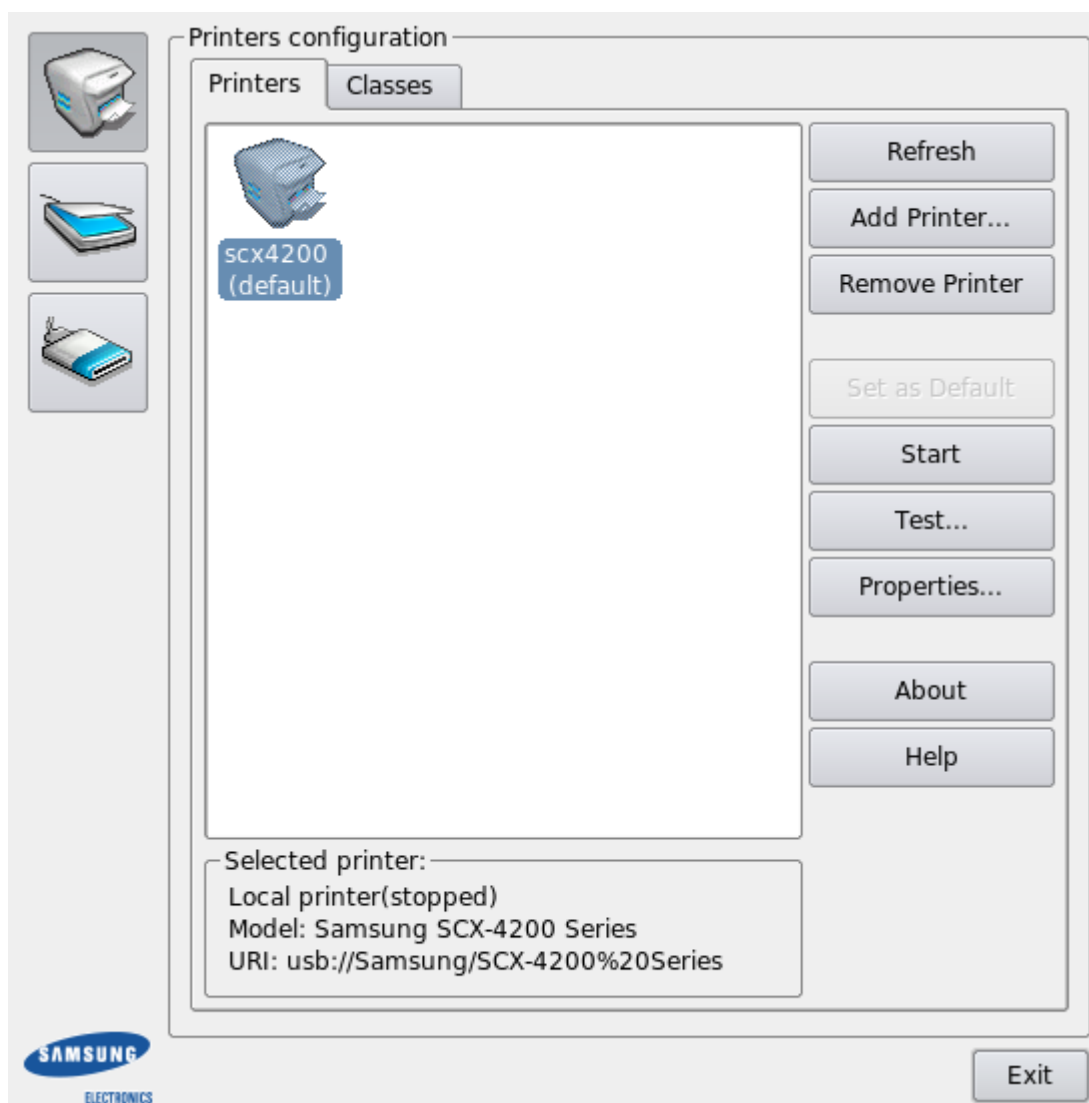 Printers configuration
Printers
Classes
scx4200
(default)
Refresh
Add Printer...
Remove Printer
Set as Default
Start
Test...
Properties...
About
Help
Selected printer:
Local printer(stopped)
Model: Samsung SCX-4200 Series
URI: usb://Samsung/SCX-4200%20Series
SAMSUNG
ELECTRONICS
Exit